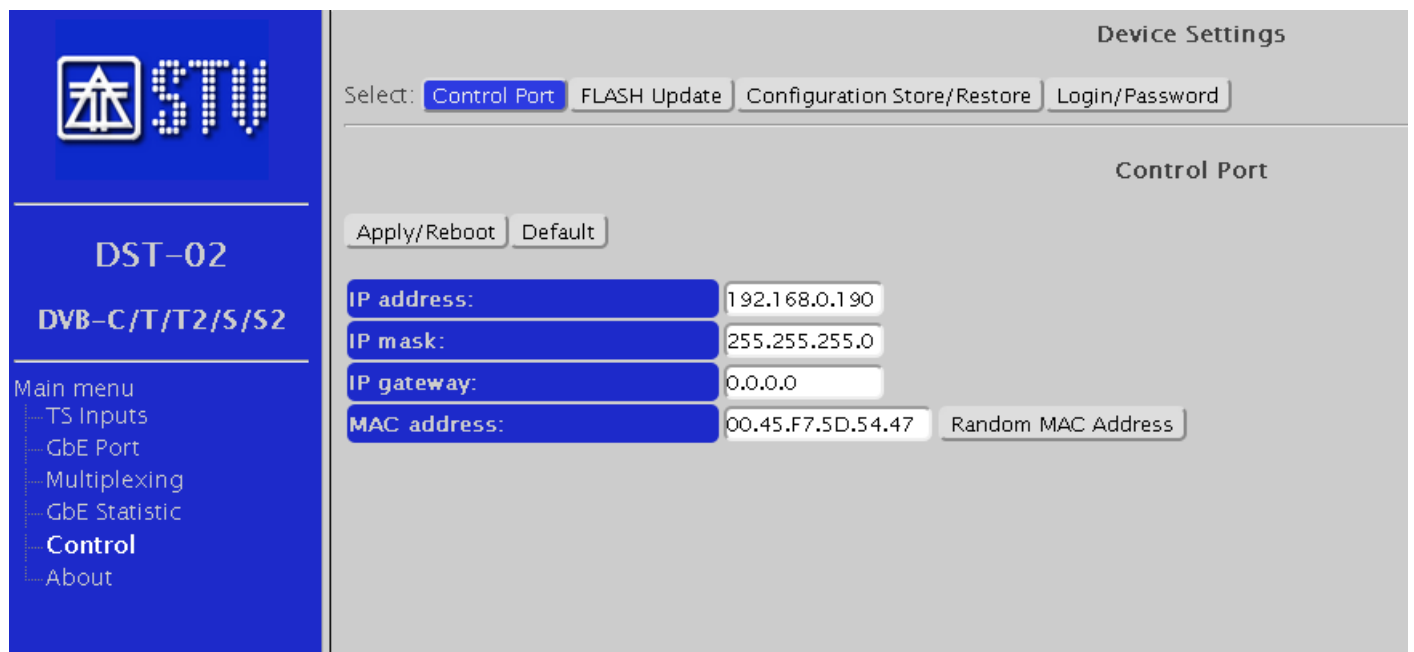 STV
DST-02
DVB-C/T/T2/S/S2
Main menu
TS Inputs
GbE Port
Multiplexing
GbE Statistic
Control
About
Device Settings
Select: Control Port FLASH Update Configuration Store/Restore Login/Password
Control Port
Apply/Reboot Default
IP address: 192.168.0.190
IP mask: 255.255.255.0
IP gateway: 0.0.0.0
MAC address: 00.45.F7.5D.54.47 Random MAC Address